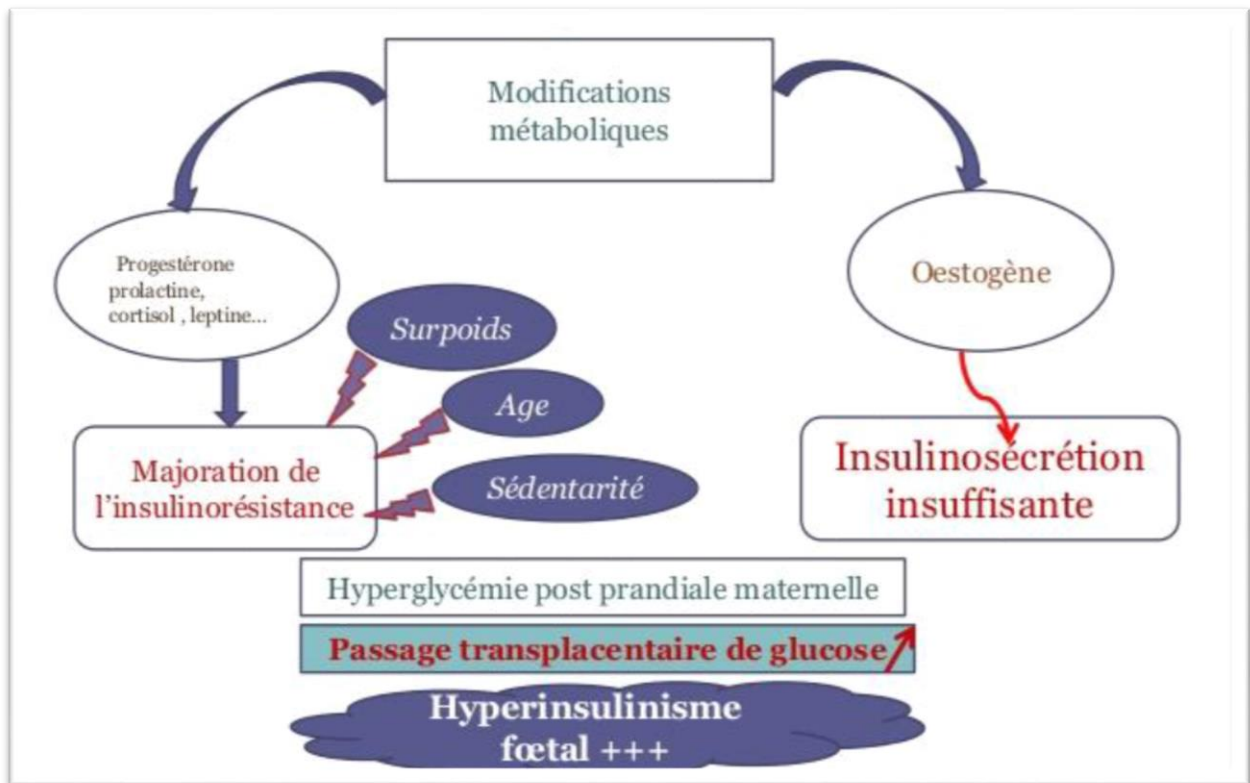 Modifications
métaboliques
Progestérone
prolactine,
cortisol , leptine...
Oestogène
Surpoids
Age
Sédentarité
Majoration de
l'insulinorésistance
Insulinosécrétion
insuffisante
Hyperglycémie post prandiale maternelle
Passage transplacentaire de glucose
Hyperinsulinisme
fœtal +++